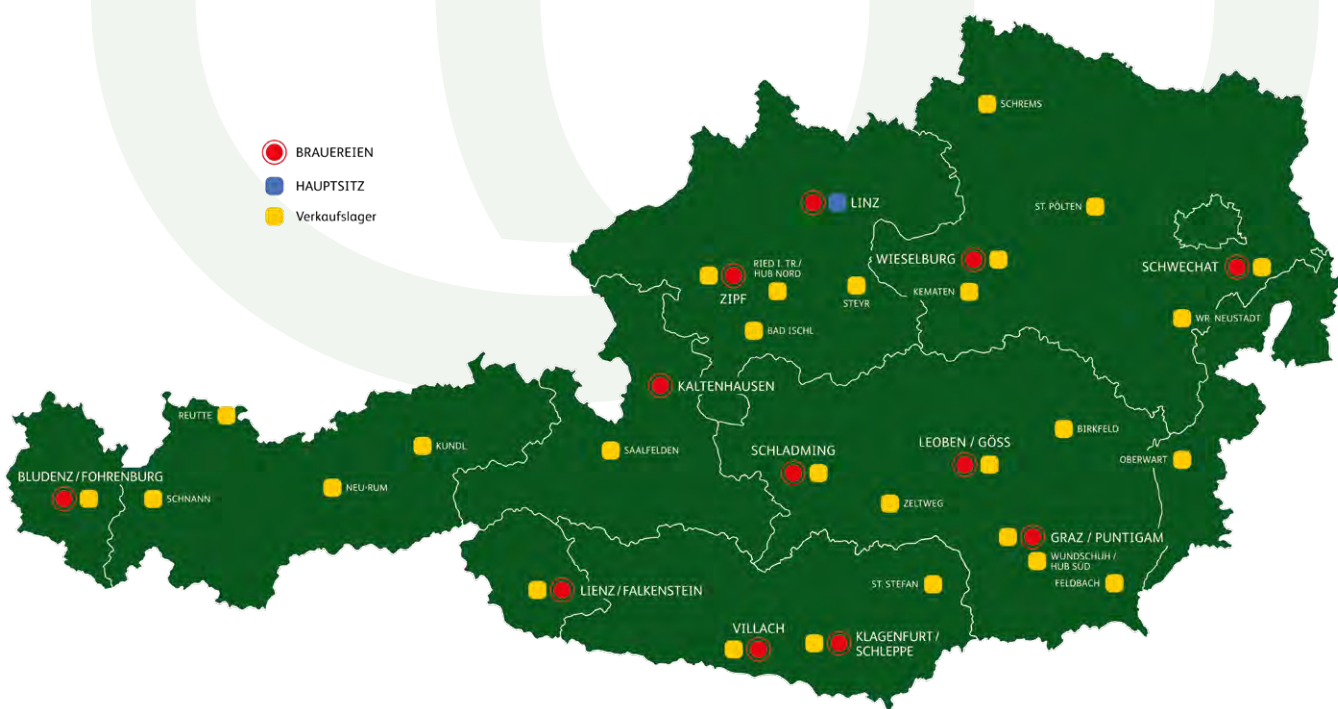 BRAUEREIEN
HAUPTSITZ
Verkaufslager
SCHREMS
LINZ
ST. PÖLTEN
RIED I. TR./
HUB NORD
ZIPF
STEYR
WIESELBURG
KEMATEN
SCHWECHAT
WR. NEUSTADT
BAD ISCHL
KALTENHAUSEN
REUTTE
KUNDL
SAALFELDEN
SCHLADMING
LEOBEN / GÖSS
BIRKFELD
OBERWART
BLUDENZ / FOHRENBURG
SCHNANN
NEU-RUM
ZELTWEG
GRAZ / PUNTIGAM
WUNDSCHUH /
HUB SÜD
FELDBACH
LIENZ / FALKENSTEIN
ST. STEFAN
VILLACH
KLAGENFURT /
SCHLEPPE